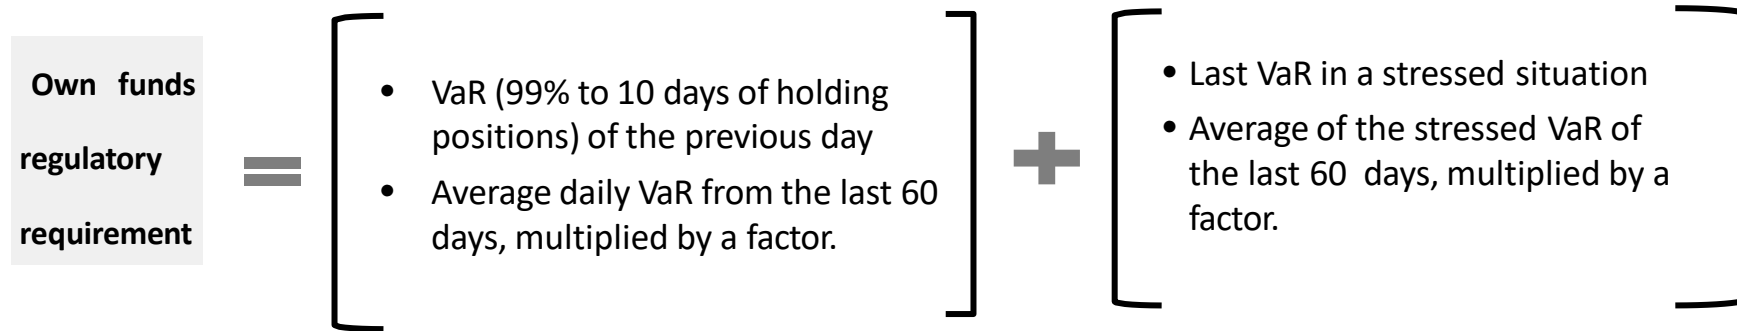 Own funds
regulatory
requirement
=
• VaR (99% to 10 days of holding
positions) of the previous day
• Average daily VaR from the last 60
days, multiplied by a factor.
+
• Last VaR in a stressed situation
• Average of the stressed VaR of
the last 60 days, multiplied by a
factor.